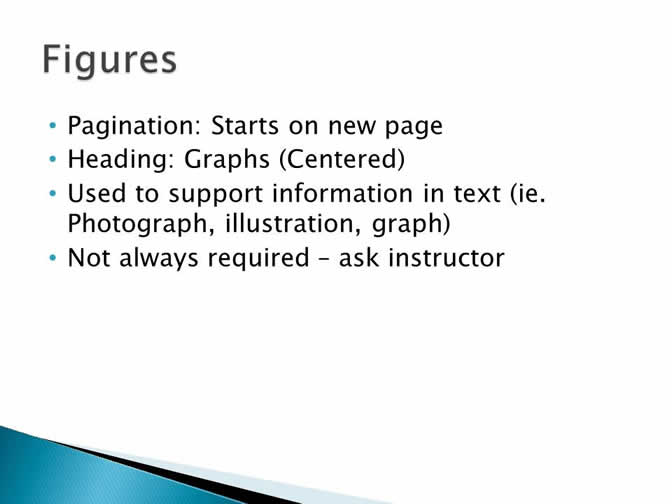 Figures
• Pagination: Starts on new page
• Heading: Graphs (Centered)
• Used to support information in text (ie.
Photograph, illustration, graph)
• Not always required – ask instructor